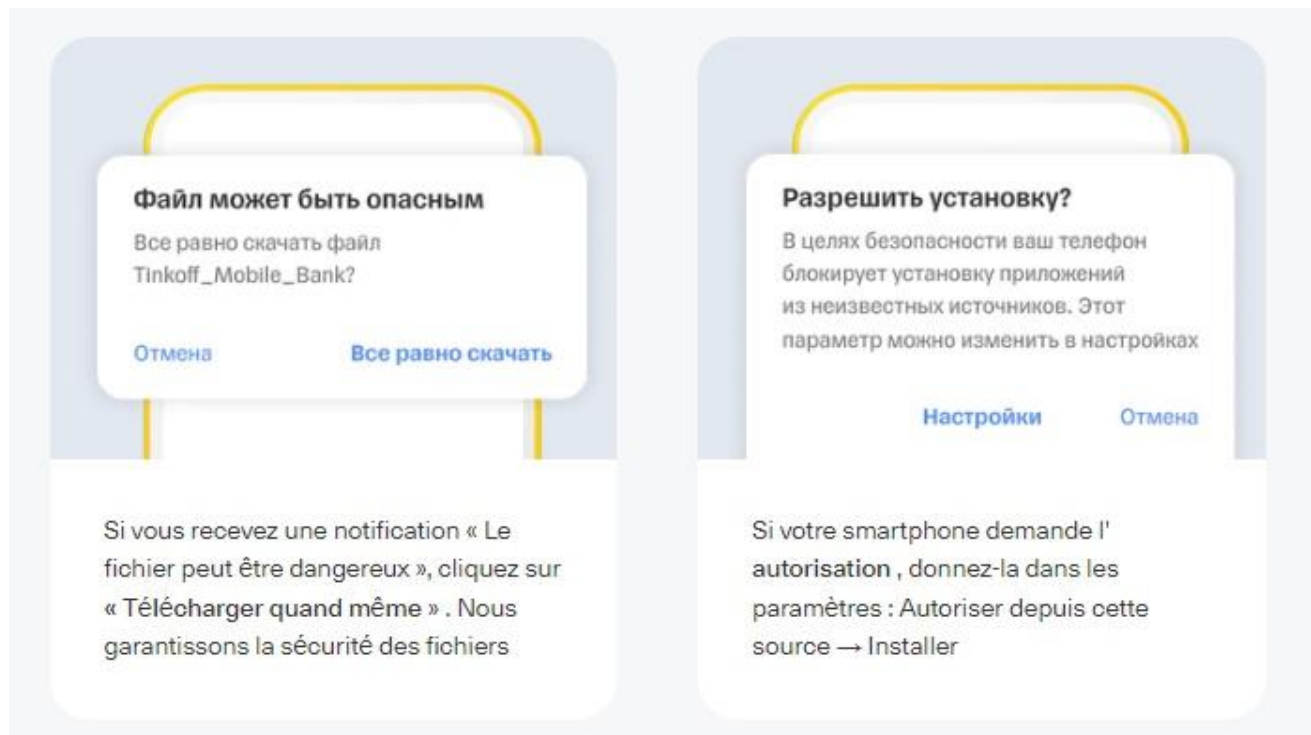 Файл может быть опасным
Все равно скачать файл
Tinkoff_Mobile_Bank?
Отмена
Все равно скачать
Si vous recevez une notification « Le
fichier peut être dangereux », cliquez sur
« Télécharger quand même » . Nous
garantissons la sécurité des fichiers
Разрешить установку?
В целях безопасности ваш телефон
блокирует установку приложений
из неизвестных источников. Этот
параметр можно изменить в настройках
Настройки
Отмена
Si votre smartphone demande l'
autorisation , donnez-la dans les
paramètres : Autoriser depuis cette
source → Installer